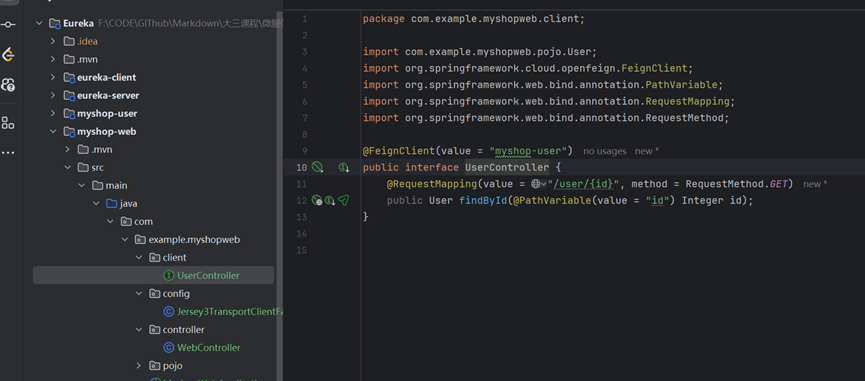 Eureka F:\CODE\GITHub\Markdown\大三课程\微服
.idea
.mvn
eureka-client
eureka-server
myshop-user
myshop-web
.mvn
src
main
java
com
example.myshopweb
client
UserController
config
Jersey3TransportClientFa
controller
WebController
pojo
1 package com.example.myshopweb.client;
2
3 import com.example.myshopweb.pojo.User;
4 import org.springframework.cloud.openfeign.FeignClient;
5 import org.springframework.web.bind.annotation.PathVariable;
6 import org.springframework.web.bind.annotation.RequestMapping;
7 import org.springframework.web.bind.annotation.RequestMethod;
8
9 @FeignClient(value = "myshop-user") no usages new *
10 public interface UserController {
11 @RequestMapping(value = "/user/{id}", method = RequestMethod.GET) new *
12 public User findById(@PathVariable(value = "id") Integer id);
13 }
14
15